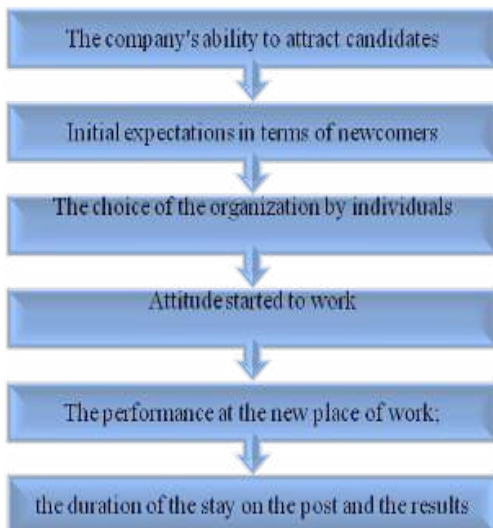 The company's ability to attract candidates
Initial expectations in terms of newcomers
The choice of the organization by individuals
Attitude started to work
The performance at the new place of work;
the duration of the stay on the post and the results